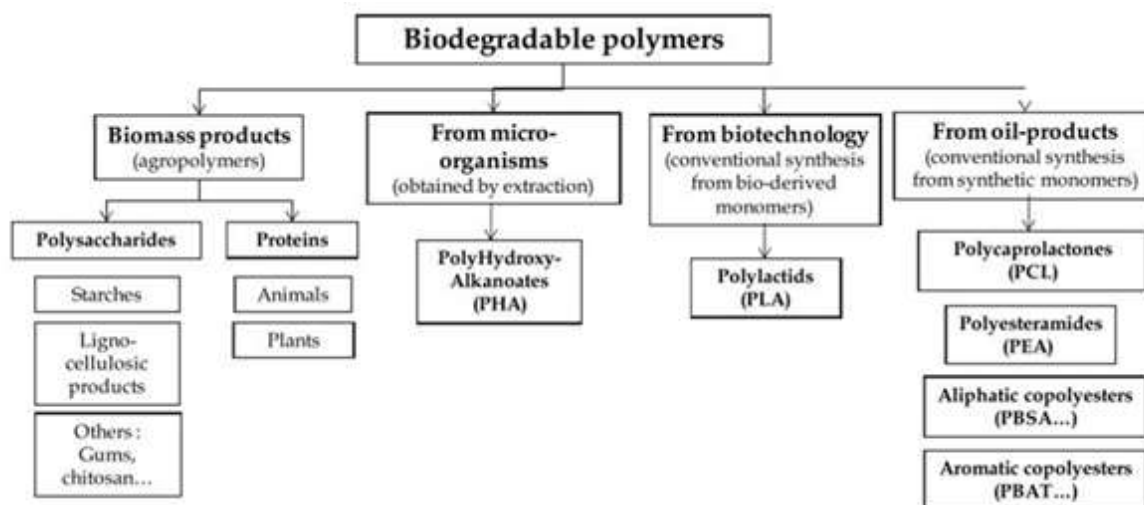 Biodegradable polymers
Biomass products
(agropolymers)
From micro-
organisms
(obtained by extraction)
From biotechnology
(conventional synthesis
from bio-derived
monomers)
From oil-products
(conventional synthesis
from synthetic monomers)
Polysaccharides
Proteins
PolyHydroxy-
Alkanoates
(PHA)
Polylactids
(PLA)
Polycaprolactones
(PCL)
Starches
Animals
Ligno-
cellulosic
products
Plants
Polyesteramides
(PEA)
Others :
Gums,
chitosan...
Aliphatic copolyesters
(PBSA...)
Aromatic copolyesters
(PBAT...)